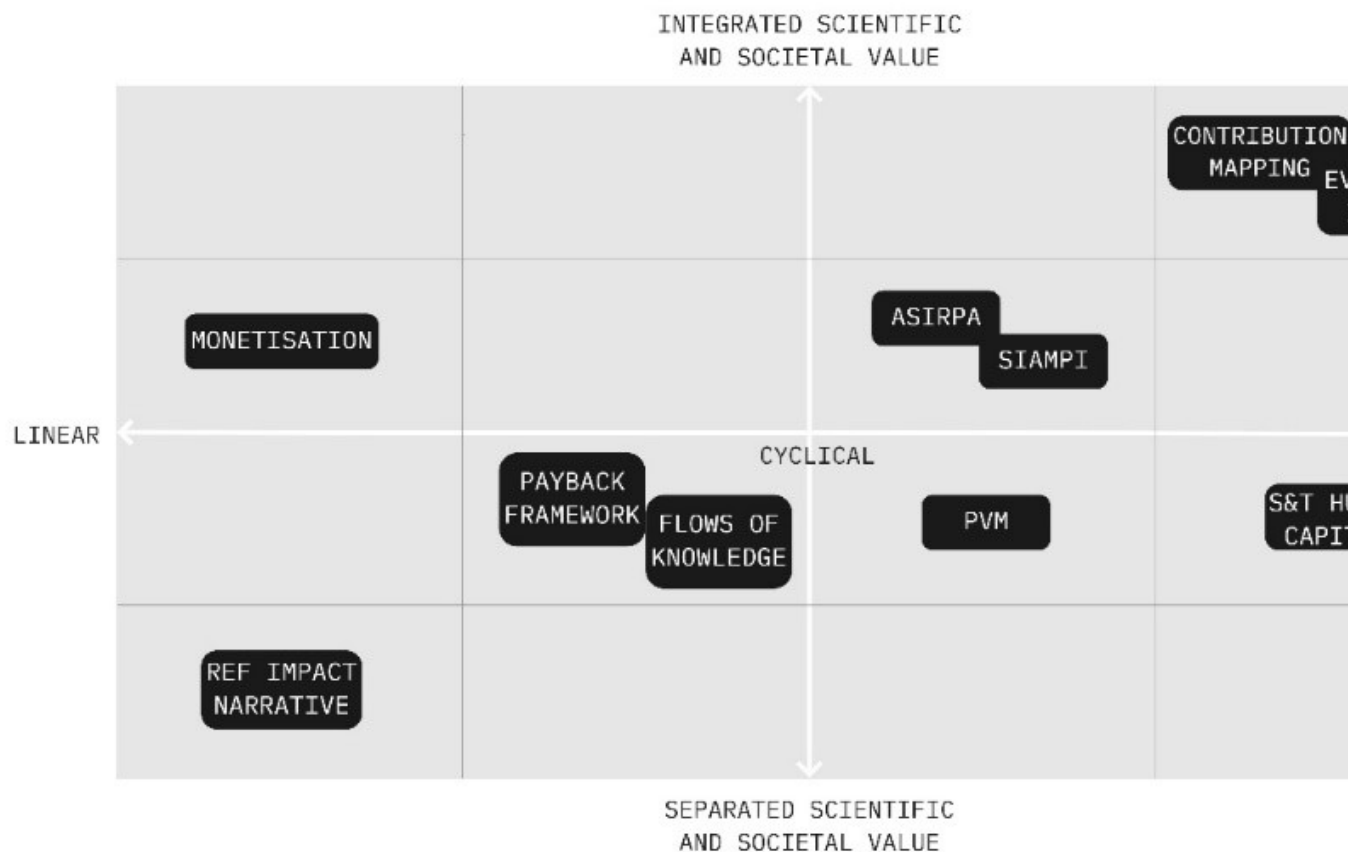 INTEGRATED SCIENTIFIC
AND SOCIETAL VALUE
CONTRIBUTION
MAPPING
ASIRPA
MONETISATION
SIAMPI
LINEAR
CYCLICAL
PAYBACK
FRAMEWORK
FLOWS OF
KNOWLEDGE
PVM
S&T
REF IMPACT
NARRATIVE
SEPARATED SCIENTIFIC
AND SOCIETAL VALUE